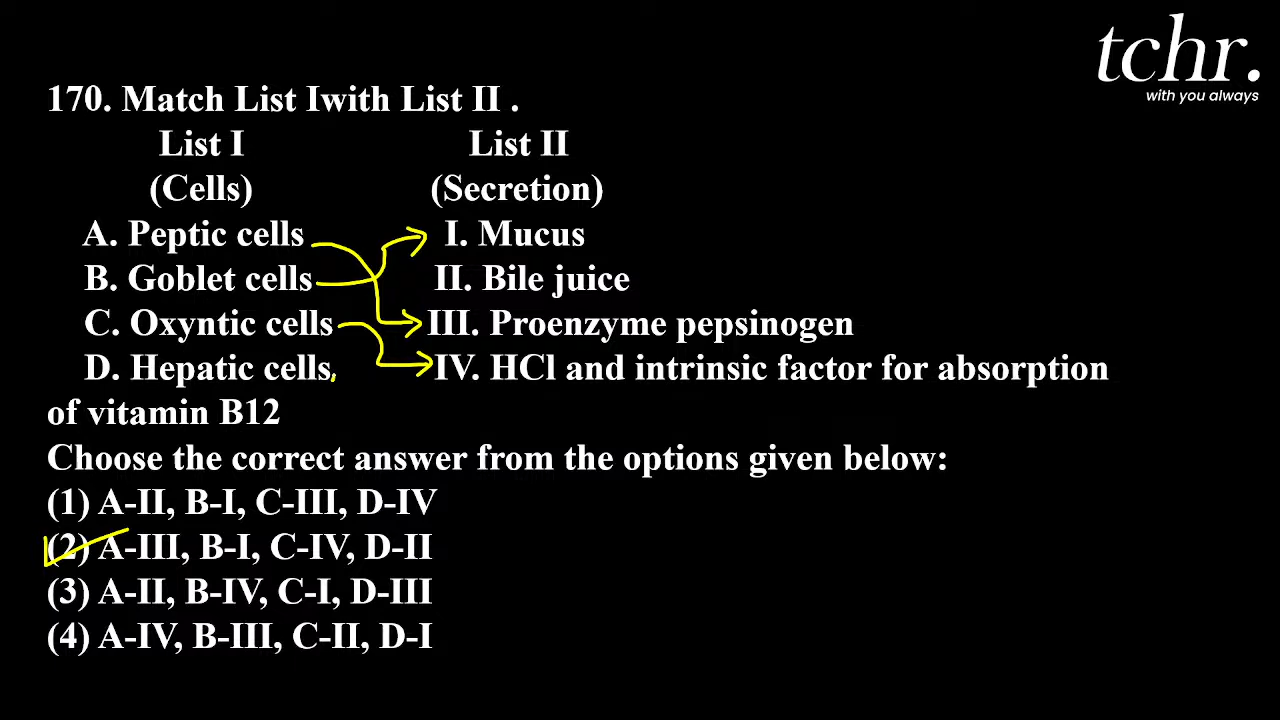 tchr.
with you always
170. Match List Iwith List II .
List I List II
(Cells) (Secretion)
A. Peptic cells I. Mucus
B. Goblet cells II. Bile juice
C. Oxyntic cells III. Proenzyme pepsinogen
D. Hepatic cells IV. HCl and intrinsic factor for absorption
of vitamin B12
Choose the correct answer from the options given below:
(1) A-II, B-I, C-III, D-IV
(2) A-III, B-I, C-IV, D-II
(3) A-II, B-IV, C-I, D-III
(4) A-IV, B-III, C-II, D-I